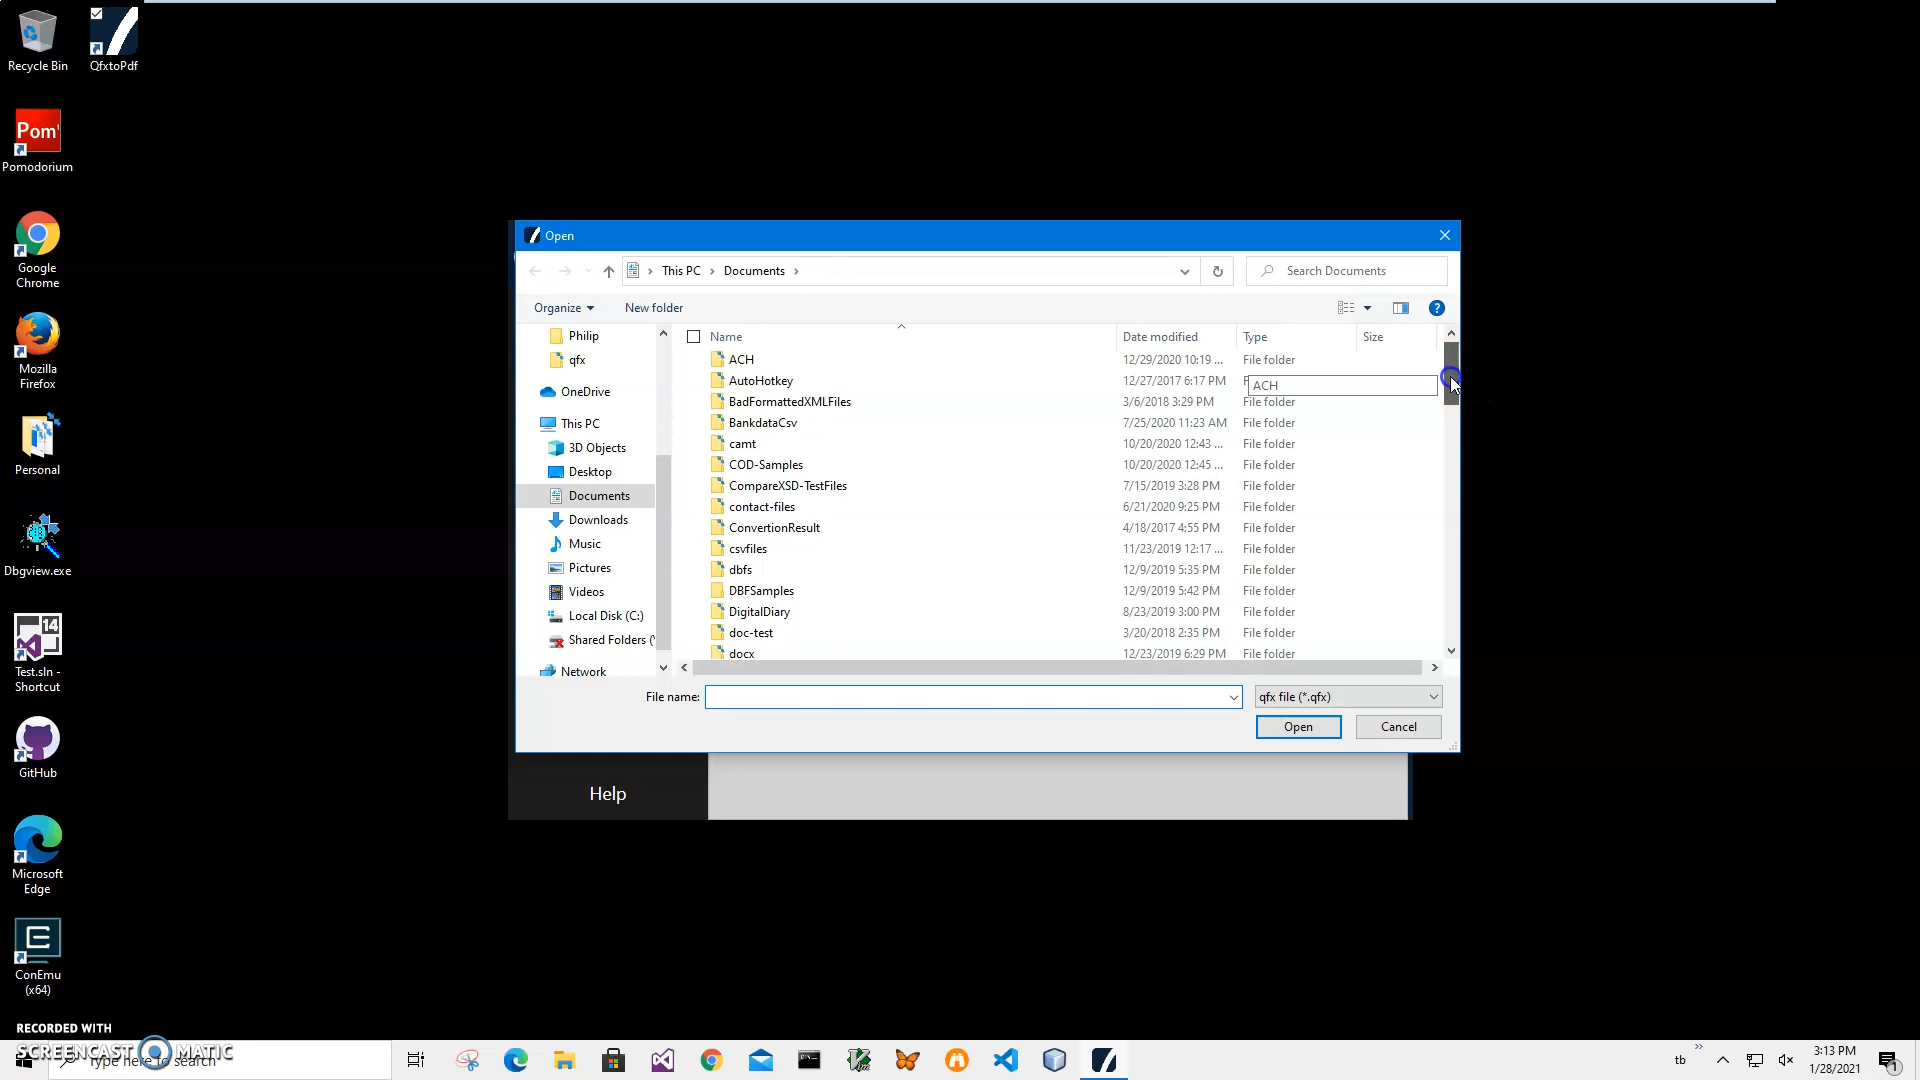 Recycle Bin
QfxtoPdf
Pom'
Pomodorium
Google
Chrome
Mozilla
Firefox
Personal
Dbgview.exe
14
Test.sln -
Shortcut
GitHub
Microsoft
Edge
ConEmu
(x64)
Open
This PC
Documents
Search Documents
Organize
New folder
?
Philip
qfx
OneDrive
This PC
3D Objects
Desktop
Documents
Downloads
Music
Pictures
Videos
Local Disk (C:)
Shared Folders (
Network
Name Date modified Type Size
ACH 12/29/2020 10:19 ... File folder
AutoHotkey 12/27/2017 6:17 PM F
ACH
BadFormattedXMLFiles 3/6/2018 3:29 PM File folder
BankdataCsv 7/25/2020 11:23 AM File folder
camt 10/20/2020 12:43 ... File folder
COD-Samples 10/20/2020 12:45 ... File folder
CompareXSD-TestFiles 7/15/2019 3:28 PM File folder
contact-files 6/21/2020 9:25 PM File folder
ConvertionResult 4/18/2017 4:55 PM File folder
csvfiles 11/23/2019 12:17 ... File folder
dbfs 12/9/2019 5:35 PM File folder
DBFSamples 12/9/2019 5:42 PM File folder
DigitalDiary 8/23/2019 3:00 PM File folder
doc-test 3/20/2018 2:35 PM File folder
docx 12/23/2019 6:29 PM File folder
File name:
qfx file (*.qfx)
Open
Cancel
Help
RECORDED WITH
SCREENCAST MATIC
Type here to search
tb
3:13 PM
1/28/2021
1